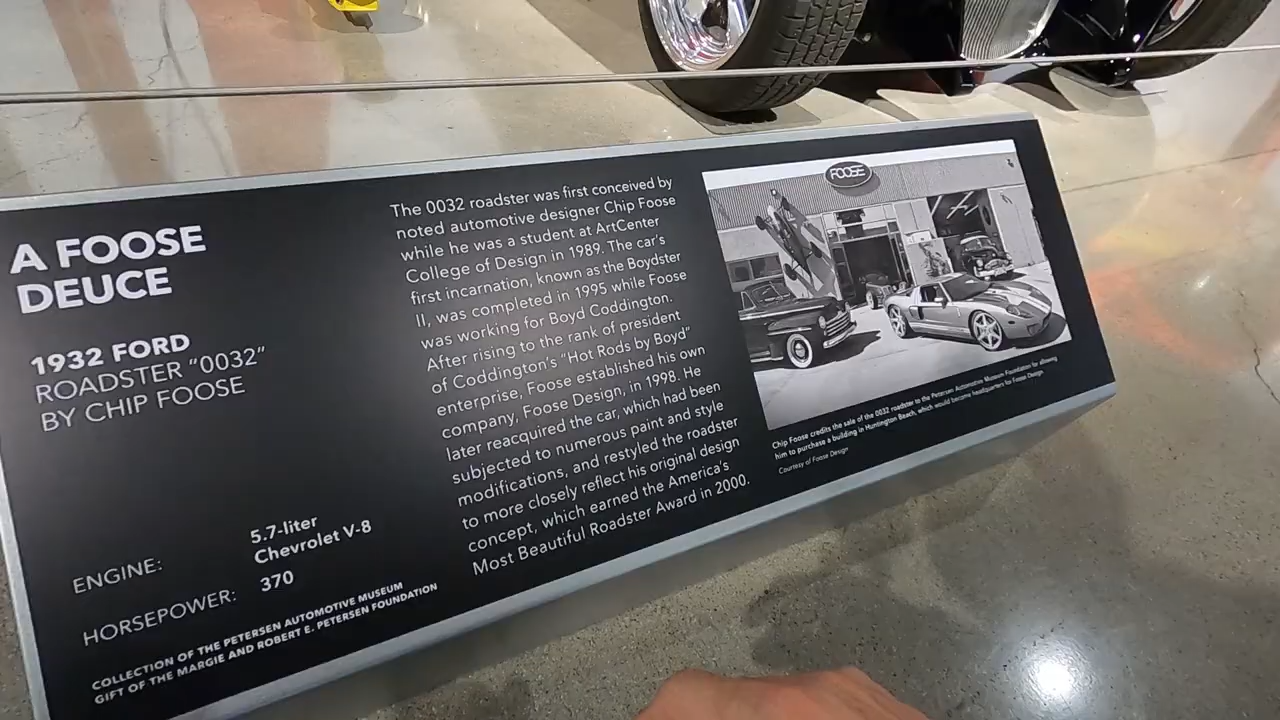 A FOOSE
DEUCE
1932 FORD
ROADSTER "0032"
BY CHIP FOOSE
ENGINE: 5.7-liter
Chevrolet V-8
HORSEPOWER: 370
COLLECTION OF THE PETERSEN AUTOMOTIVE MUSEUM
GIFT OF THE MARGIE AND ROBERT E. PETERSEN FOUNDATION
The 0032 roadster was first conceived by
noted automotive designer Chip Foose
while he was a student at ArtCenter
College of Design in 1989. The car's
first incarnation, known as the Boydster
II, was completed in 1995 while Foose
was working for Boyd Coddington.
After rising to the rank of president
of Coddington's "Hot Rods by Boyd"
enterprise, Foose established his own
company, Foose Design, in 1998. He
later reacquired the car, which had been
subjected to numerous paint and style
modifications, and restyled the roadster
to more closely reflect his original design
concept, which earned the America's
Most Beautiful Roadster Award in 2000.
FOOSE
Chip Foose credits the sale of the 0032 roadster to the Petersen Automotive Museum Foundation for allowing
him to purchase a building in Huntington Beach, which would become headquarters for Foose Design.
Courtesy of Foose Design